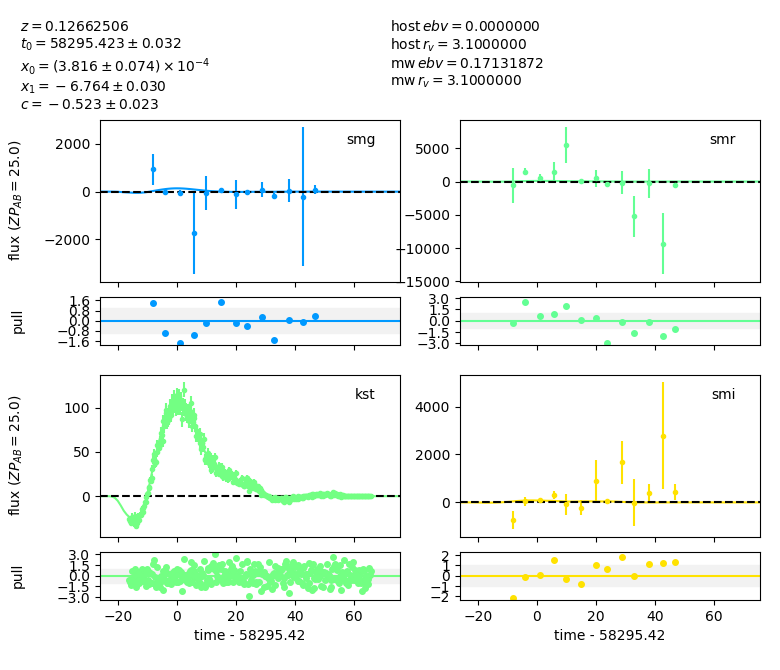 z = 0.12662506
t₀ = 58295.423 ± 0.032
x₀ = (3.816 ± 0.074) × 10⁻⁴
x₁ = −6.764 ± 0.030
c = −0.523 ± 0.023
host ebv = 0.0000000
host r_v = 3.1000000
mw ebv = 0.17131872
mw r_v = 3.1000000
smg
flux (ZP_AB = 25.0)
2000
0
−2000
smr
5000
0
−5000
−10000
−15000
pull
1.6
0.8
0.0
−0.8
−1.6
3.0
1.5
0.0
−1.5
−3.0
kst
flux (ZP_AB = 25.0)
100
50
0
smi
4000
2000
0
pull
3.0
1.5
0.0
−1.5
−3.0
−20 0 20 40 60
time - 58295.42
2
1
0
−1
−2
−20 0 20 40 60
time - 58295.42